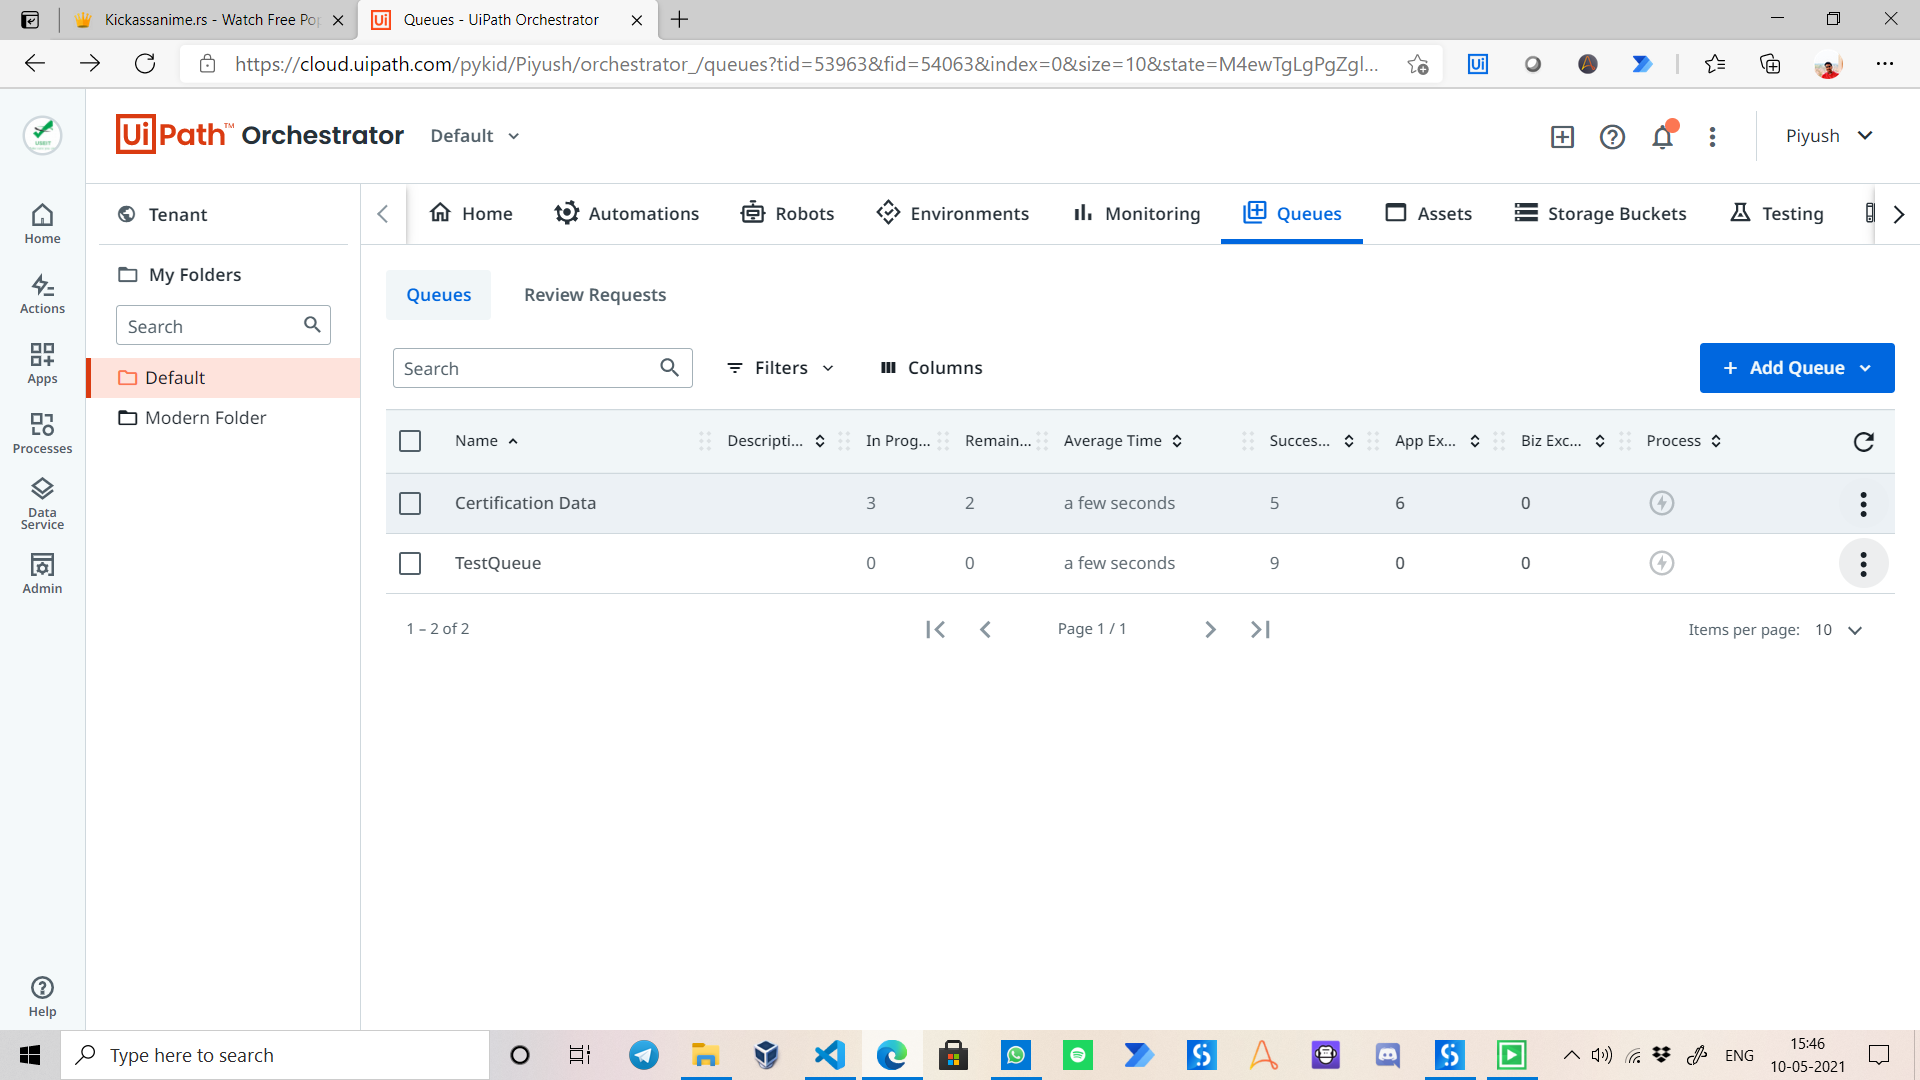 Kickassanime.rs - Watch Free Po
Queues - UiPath Orchestrator
https://cloud.uipath.com/pykid/Piyush/orchestrator_/queues?tid=53963&fid=54063&index=0&size=10&state=M4ewTgLgPgZgl...
UiPath™ Orchestrator
Default
Piyush
Home
Actions
Apps
Processes
Data
Service
Admin
Help
Tenant
My Folders
Search
Default
Modern Folder
Home Automations Robots Environments Monitoring Queues Assets Storage Buckets Testing
Queues Review Requests
Search Filters Columns + Add Queue
Name Descripti... In Prog... Remain... Average Time Succes... App Ex... Biz Exc... Process
Certification Data 3 2 a few seconds 5 6 0
TestQueue 0 0 a few seconds 9 0 0
1 – 2 of 2 Page 1 / 1 Items per page: 10
Type here to search
ENG
15:46
10-05-2021